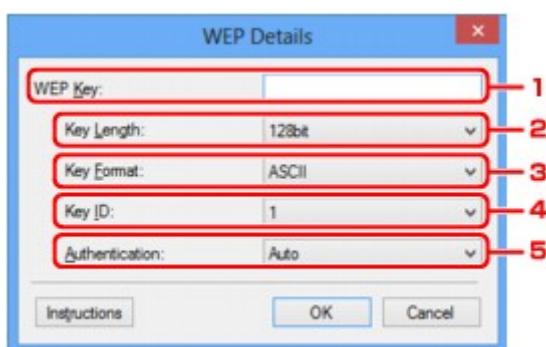 WEP Details
WEP Key: 1
Key Length: 128bit 2
Key Format: ASCII 3
Key ID: 1 4
Authentication: Auto 5
Instructions OK Cancel